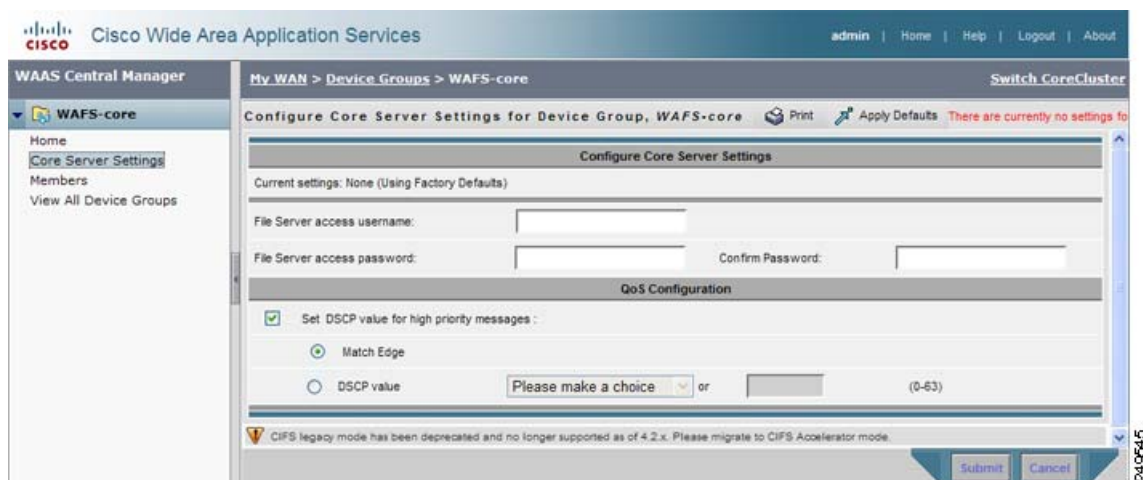 CISCO Cisco Wide Area Application Services admin | Home | Help | Logout | About
WAAS Central Manager My WAN > Device Groups > WAFS-core Switch CoreCluster
WAFS-core
Configure Core Server Settings for Device Group, WAFS-core Print Apply Defaults There are currently no settings fo
Home
Core Server Settings
Members
View All Device Groups
Configure Core Server Settings
Current settings: None (Using Factory Defaults)
File Server access username:
File Server access password: Confirm Password:
QoS Configuration
Set DSCP value for high priority messages :
Match Edge
DSCP value Please make a choice or (0-63)
CIFS legacy mode has been deprecated and no longer supported as of 4.2.x. Please migrate to CIFS Accelerator mode.
Submit Cancel
249545